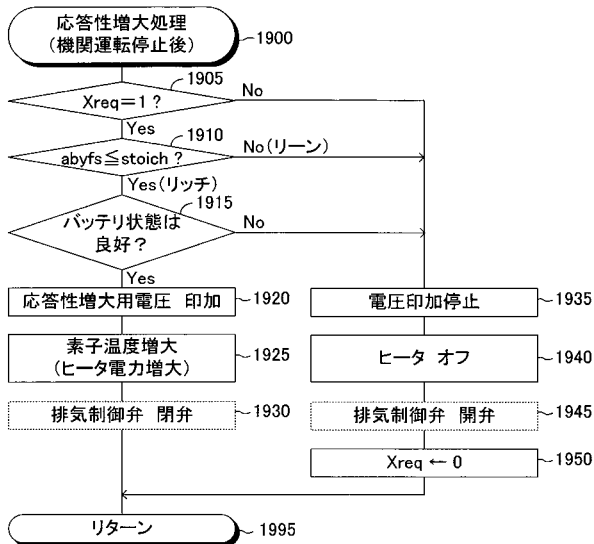 応答性増大処理
(機関運転停止後)
1900
1905
Xreq=1?
No
Yes
1910
abyfs≦stoich?
No(リーン)
Yes(リッチ)
1915
バッテリ状態は
良好?
No
Yes
応答性増大用電圧 印加
1920
電圧印加停止
1935
素子温度増大
(ヒータ電力増大)
1925
ヒータ オフ
1940
排気制御弁 閉弁
1930
排気制御弁 開弁
1945
Xreq ← 0
1950
リターン
1995